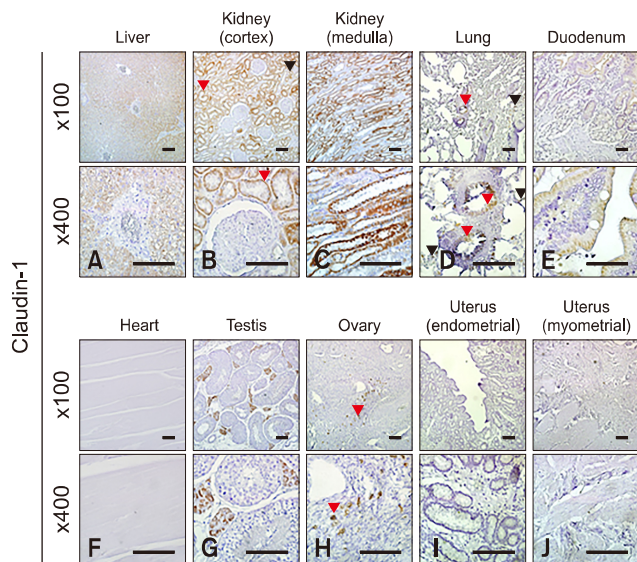 Liver
Kidney
(cortex)
Kidney
(medulla)
Lung
Duodenum
x100
x400
A
B
C
D
E
Claudin-1
Heart
Testis
Ovary
Uterus
(endometrial)
Uterus
(myometrial)
x100
x400
F
G
H
I
J